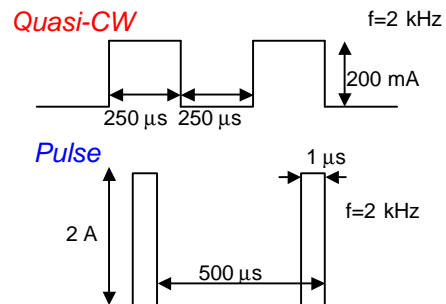 Quasi-CW
f=2 kHz
200 mA
250 μs 250 μs
Pulse
1 μs
2 A
f=2 kHz
500 μs